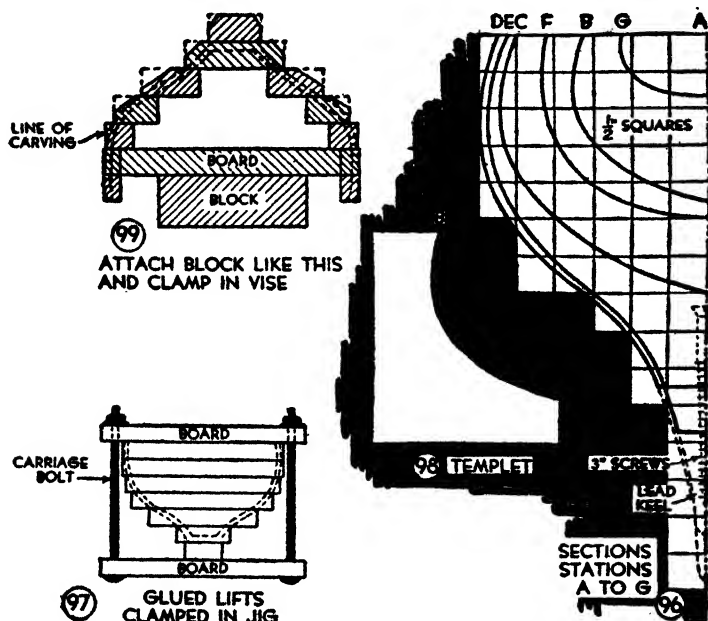 D E C F B G A
LINE OF
CARVING
BOARD
BLOCK
1/2" SQUARES
99
ATTACH BLOCK LIKE THIS
AND CLAMP IN VISE
BOARD
CARRIAGE
BOLT
BOARD
97
GLUED LIFTS
CLAMPED IN JIG
98 TEMPLET
3" SCREWS
LEAD
KEEL
SECTIONS
STATIONS
A TO G
96